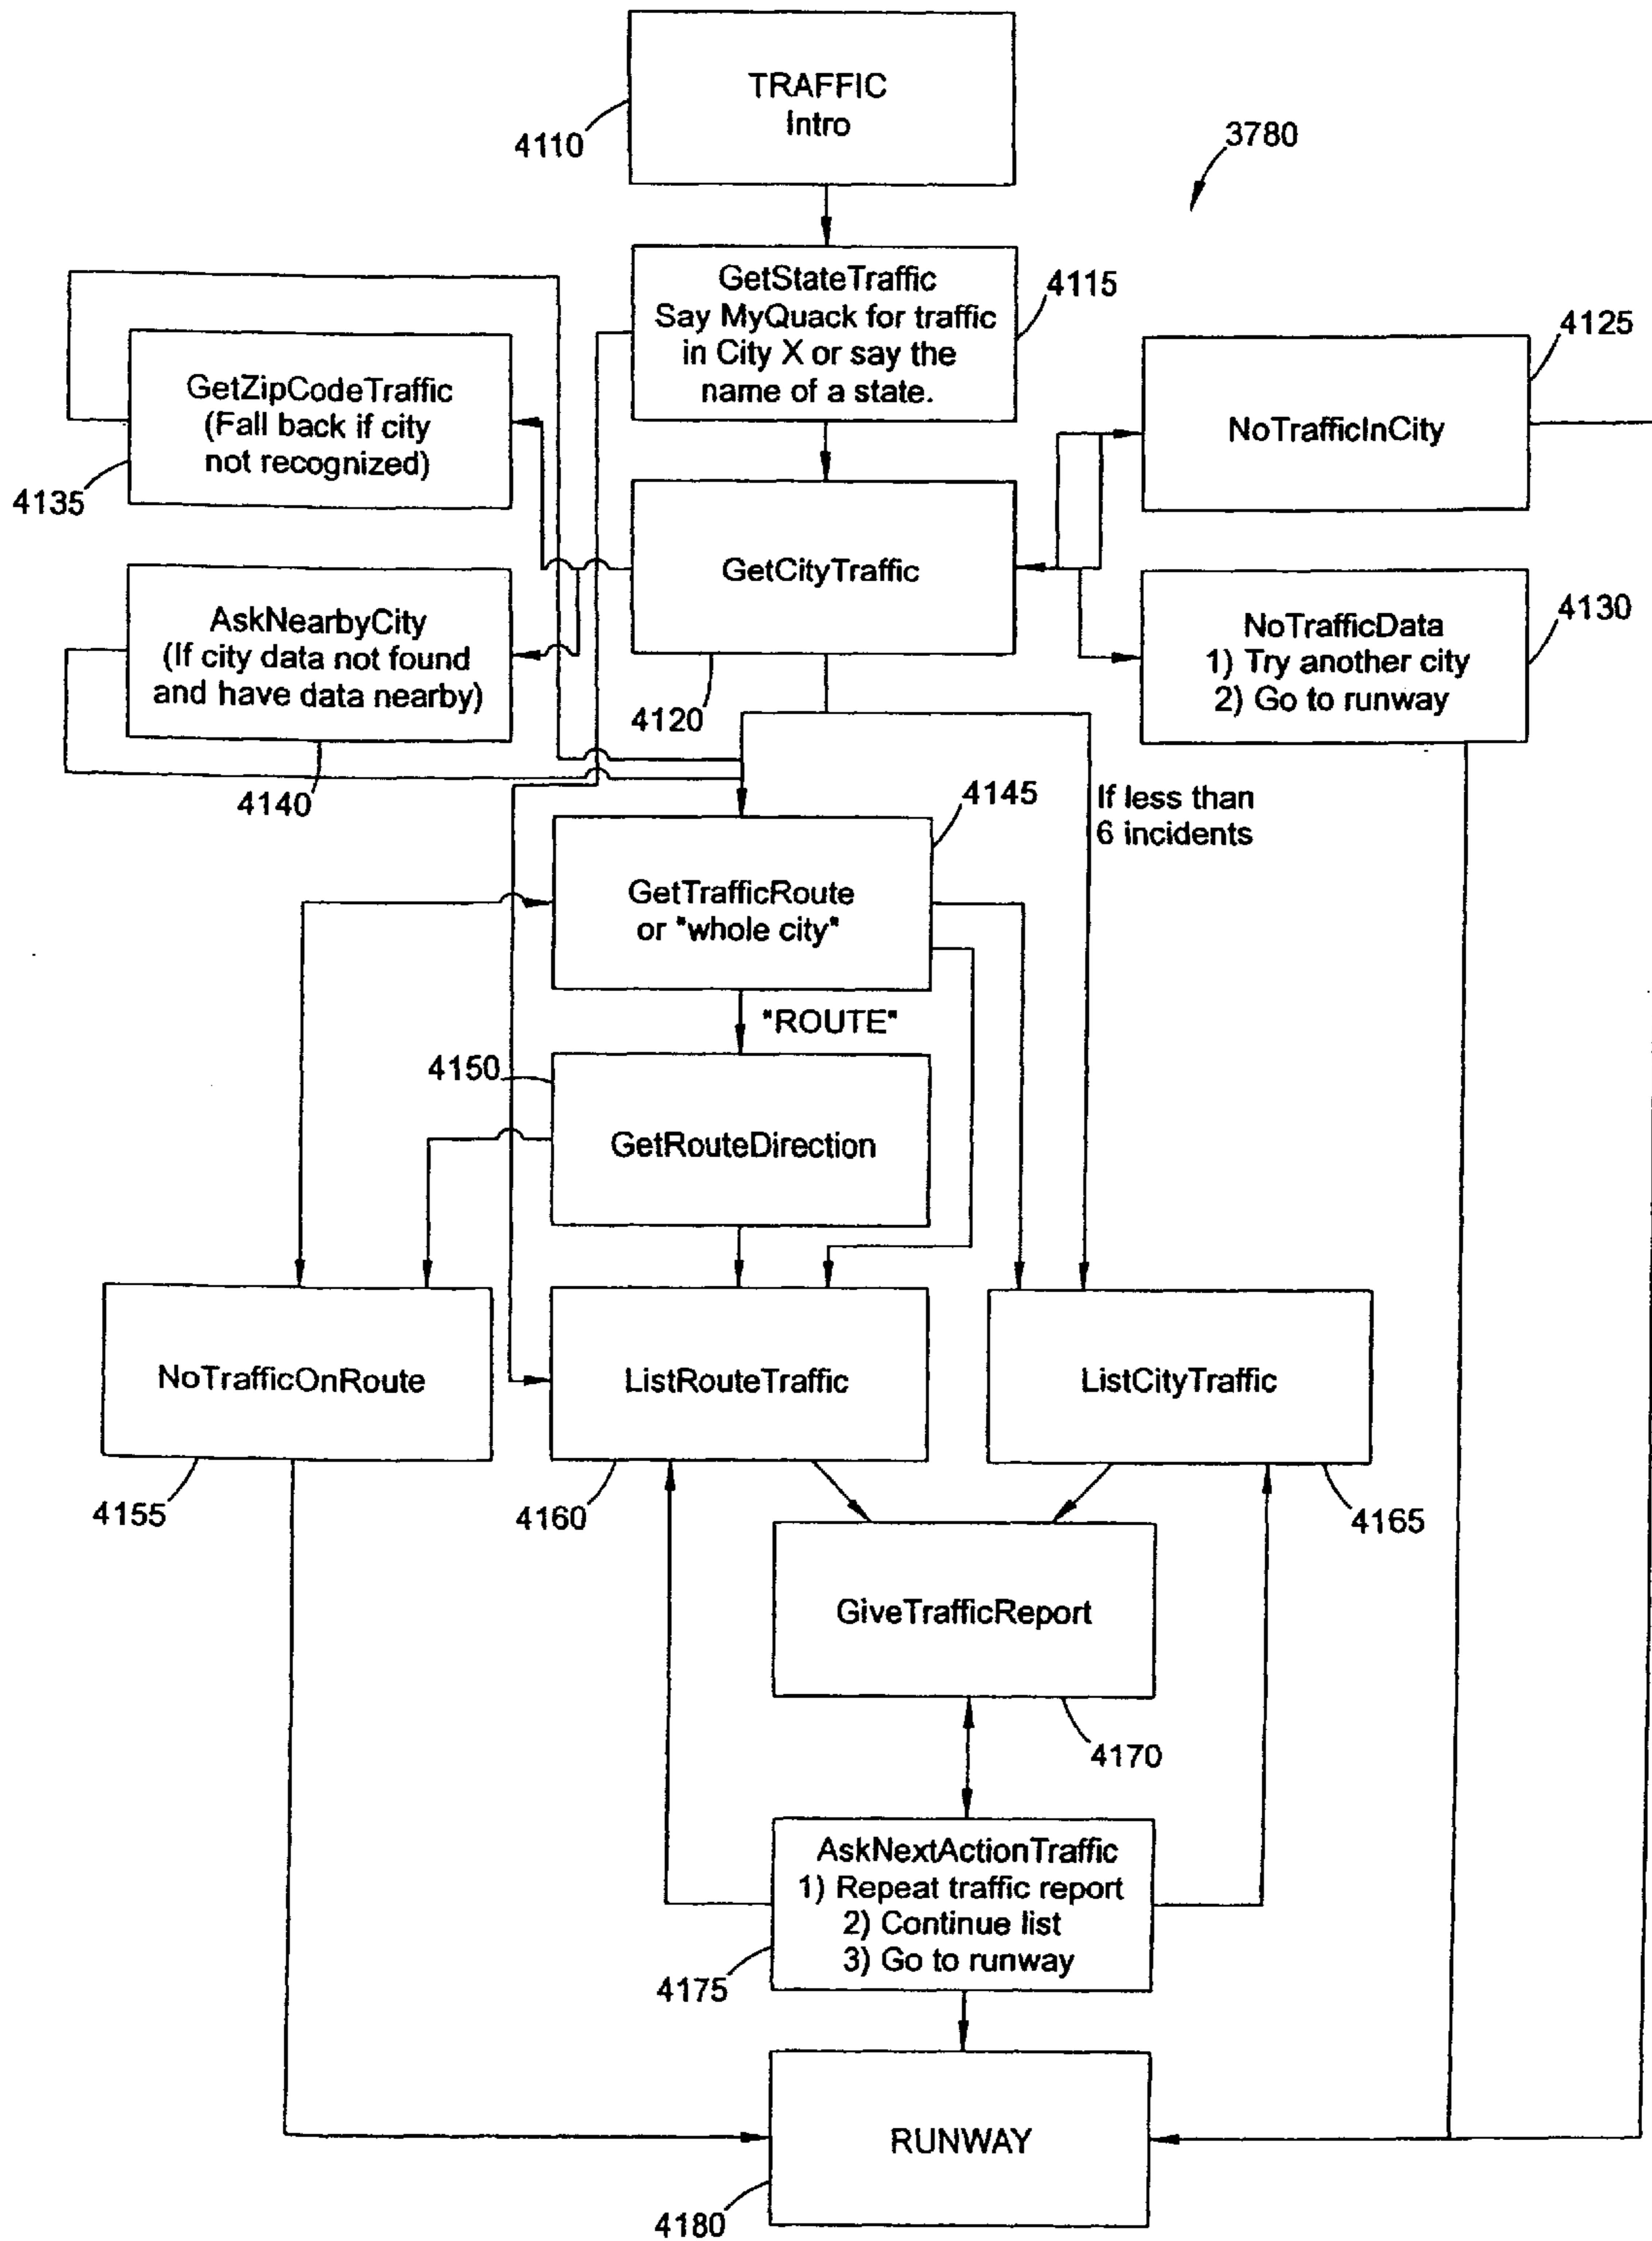 TRAFFIC
Intro
4110
3780
GetStateTraffic
Say MyQuack for traffic
in City X or say the
name of a state.
4115
4125
GetZipCodeTraffic
(Fall back if city
not recognized)
4135
NoTrafficInCity
GetCityTraffic
4120
AskNearbyCity
(If city data not found
and have data nearby)
4140
NoTrafficData
1) Try another city
2) Go to runway
4130
If less than
6 incidents
4145
GetTrafficRoute
or "whole city"
"ROUTE"
4150
GetRouteDirection
NoTrafficOnRoute
4155
ListRouteTraffic
4160
ListCityTraffic
4165
GiveTrafficReport
4170
AskNextActionTraffic
1) Repeat traffic report
2) Continue list
3) Go to runway
4175
RUNWAY
4180